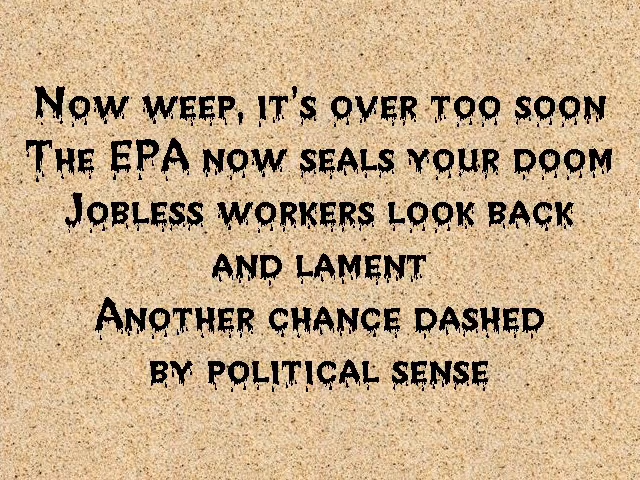 Now weep, it's over too soon
The EPA now seals your doom
Jobless workers look back
and lament
Another chance dashed
by political sense